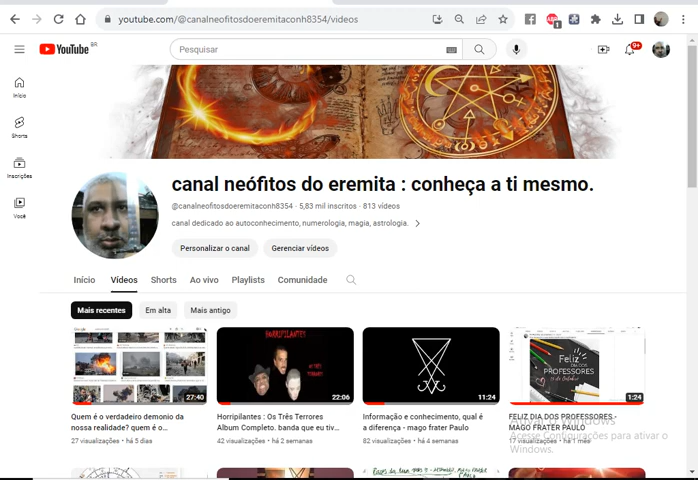 youtube.com/@canalneofitosdoeremitaconh8354/videos
YouTube BR
Pesquisar
9+
Início
Shorts
Inscrições
Você
canal neófitos do eremita : conheça a ti mesmo.
@canalneofitosdoeremitaconh8354 · 5,83 mil inscritos · 813 vídeos
canal dedicado ao autoconhecimento, numerologia, magia, astrologia.
Personalizar o canal
Gerenciar vídeos
Início
Vídeos
Shorts
Ao vivo
Playlists
Comunidade
Mais recentes
Em alta
Mais antigo
27:40
HORRIPILANTES
22:06
11:24
Feliz
DIA DOS
PROFESSORES
1:24
Quem é o verdadeiro demonio da
nossa realidade? quem é o...
27 visualizações · há 5 dias
Horripilantes : Os Três Terrores
Album Completo. banda que eu tiv...
42 visualizações · há 2 semanas
Informação e conhecimento, qual é
a diferença - mago frater Paulo
82 visualizações · há 4 semanas
FELIZ DIA DOS PROFESSORES -
MAGO FRATER PAULO
17 visualizações · há 1 mês
Ativar o Windows
Acesse Configurações para ativar o
Windows.